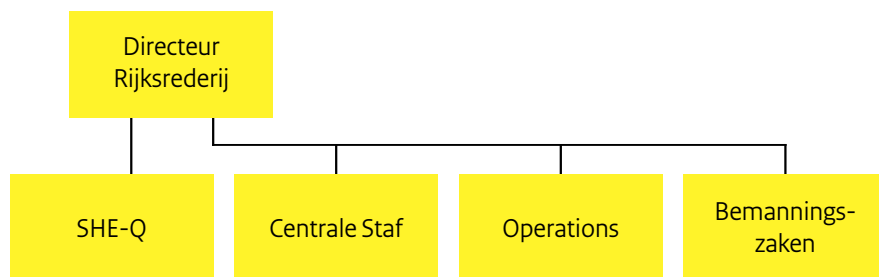 Directeur
Rijksrederij
SHE-Q
Centrale Staf
Operations
Bemannings-
zaken